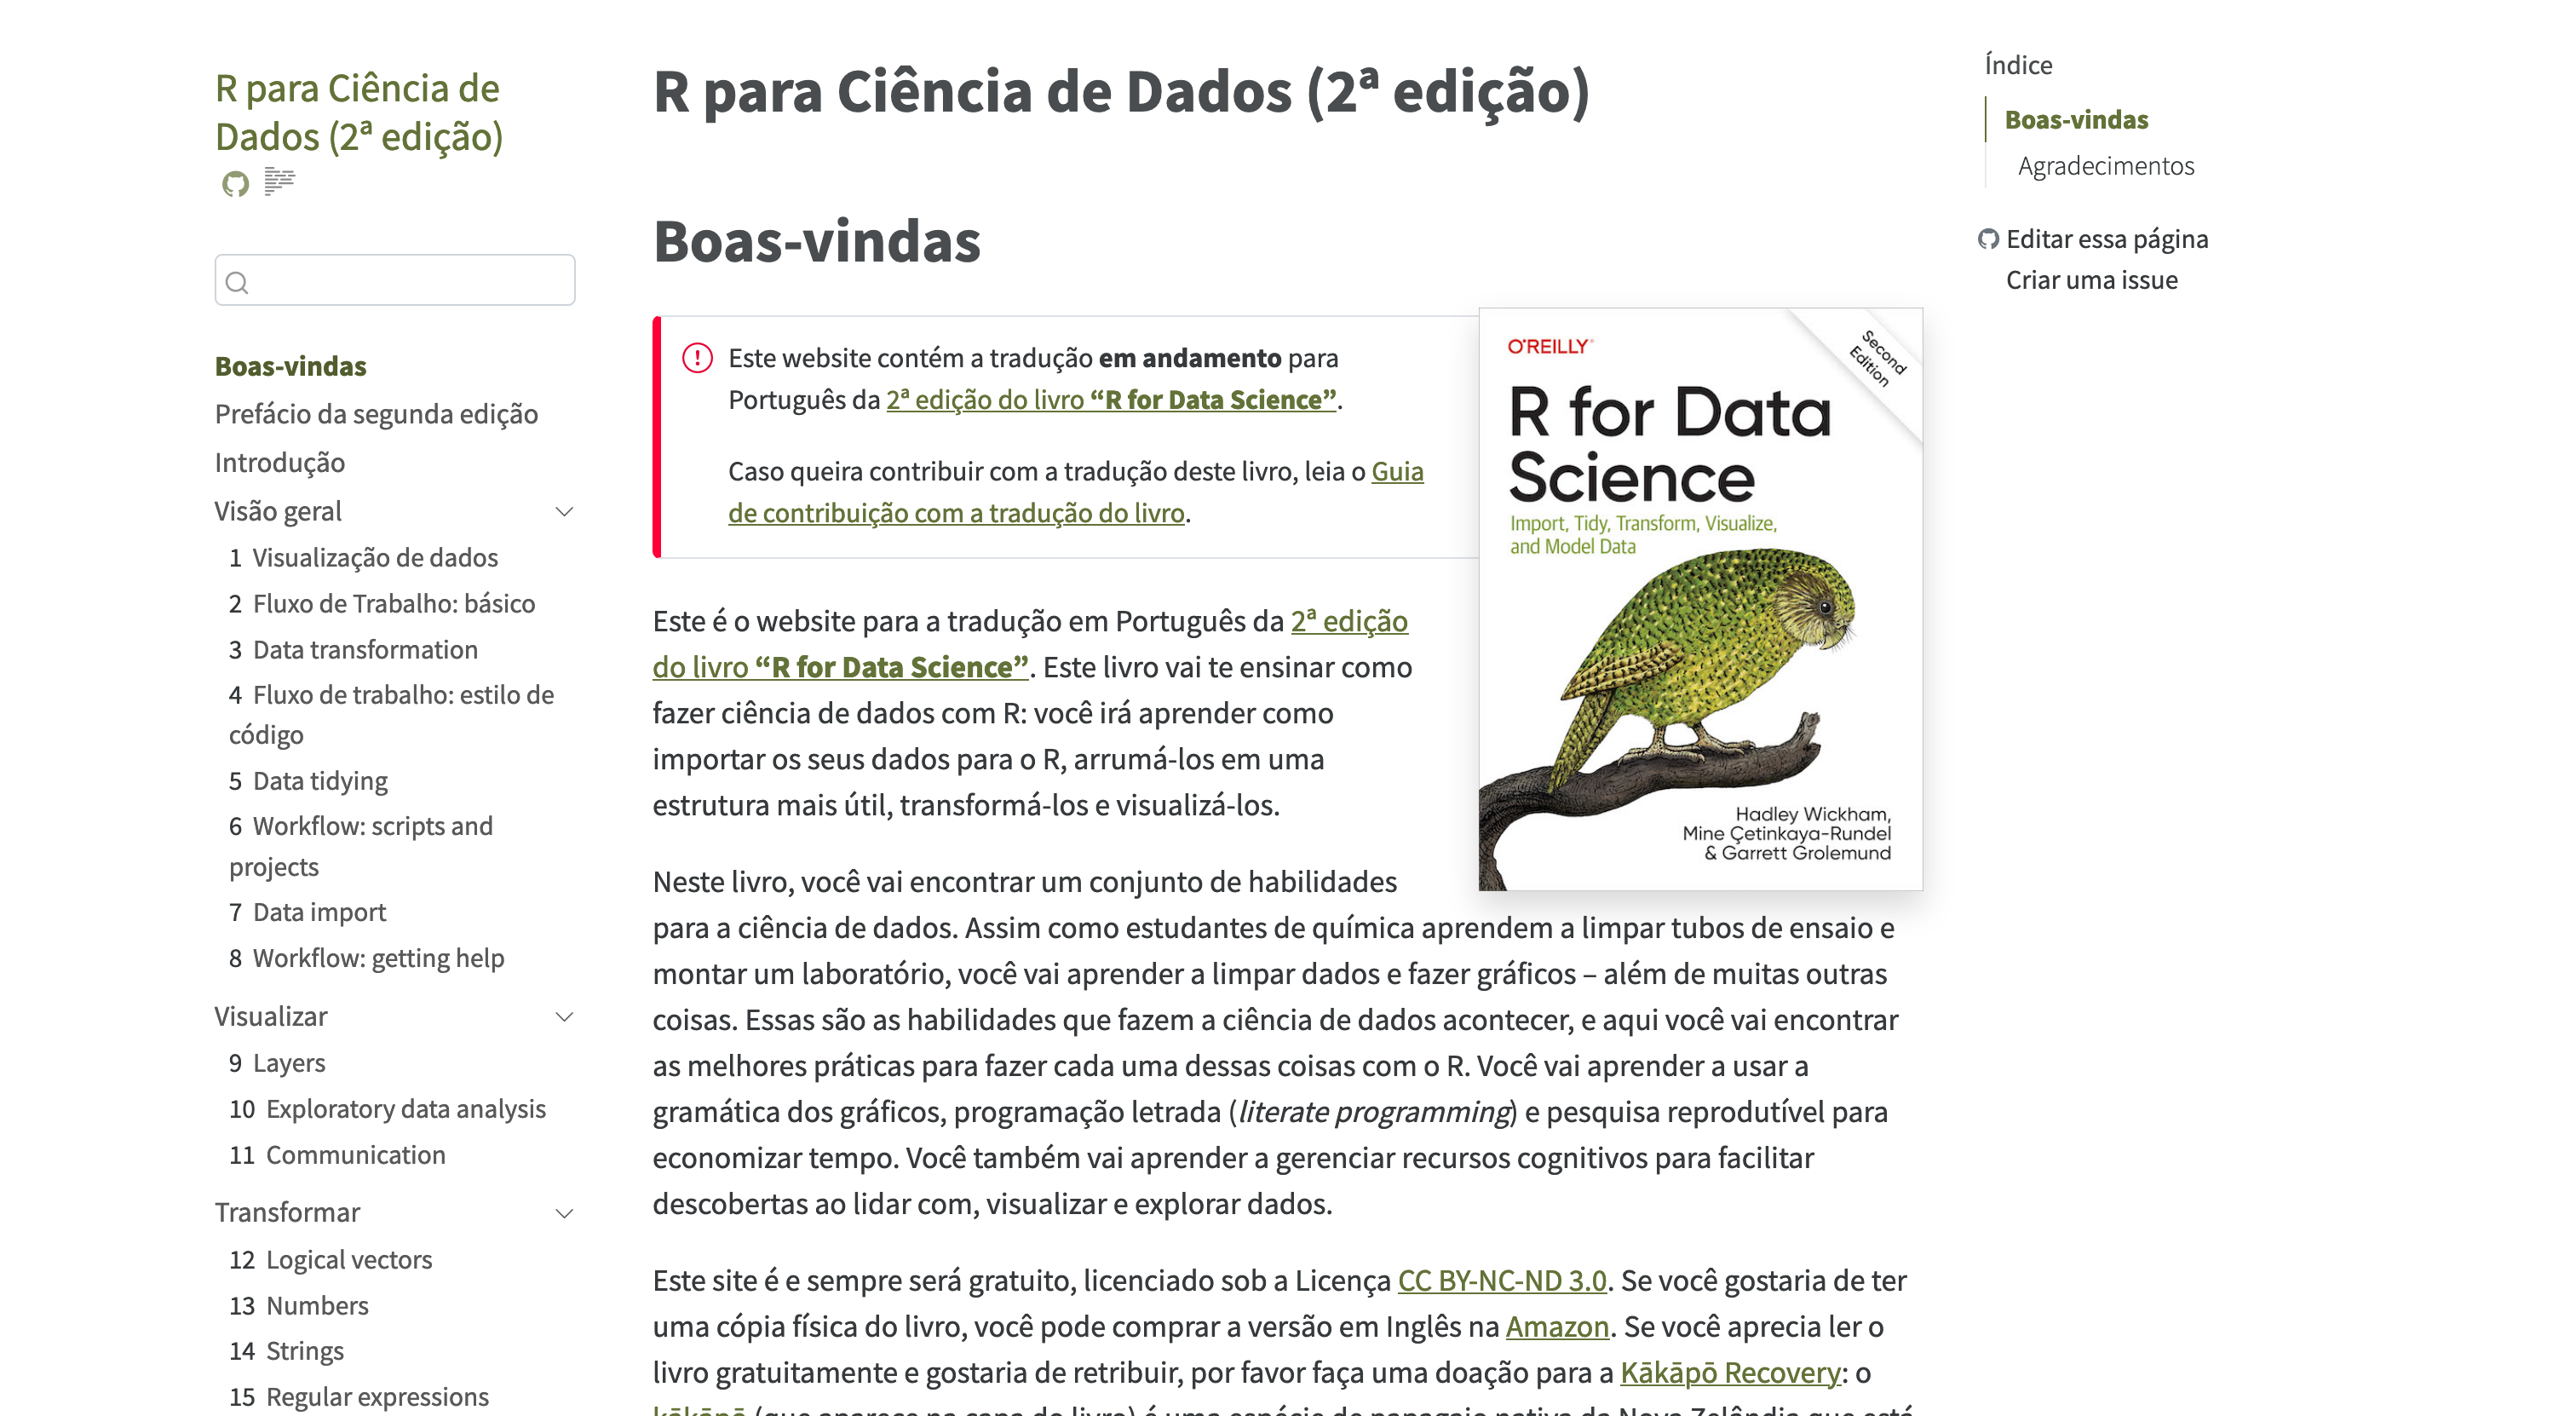 R para Ciência de
Dados (2ª edição)
Boas-vindas
Prefácio da segunda edição
Introdução
Visão geral
1 Visualização de dados
2 Fluxo de Trabalho: básico
3 Data transformation
4 Fluxo de trabalho: estilo de
código
5 Data tidying
6 Workflow: scripts and
projects
7 Data import
8 Workflow: getting help
Visualizar
9 Layers
10 Exploratory data analysis
11 Communication
Transformar
12 Logical vectors
13 Numbers
14 Strings
15 Regular expressions
R para Ciência de Dados (2ª edição)
Boas-vindas
Este website contém a tradução em andamento para
Português da 2ª edição do livro “R for Data Science”.
Caso queira contribuir com a tradução deste livro, leia o Guia
de contribuição com a tradução do livro.
O'REILLY®
Second
Edition
R for Data
Science
Import, Tidy, Transform, Visualize,
and Model Data
Hadley Wickham,
Mine Çetinkaya-Rundel
& Garrett Grolemund
Este é o website para a tradução em Português da 2ª edição
do livro “R for Data Science”. Este livro vai te ensinar como
fazer ciência de dados com R: você irá aprender como
importar os seus dados para o R, arrumá-los em uma
estrutura mais útil, transformá-los e visualizá-los.
Neste livro, você vai encontrar um conjunto de habilidades
para a ciência de dados. Assim como estudantes de química aprendem a limpar tubos de ensaio e
montar um laboratório, você vai aprender a limpar dados e fazer gráficos – além de muitas outras
coisas. Essas são as habilidades que fazem a ciência de dados acontecer, e aqui você vai encontrar
as melhores práticas para fazer cada uma dessas coisas com o R. Você vai aprender a usar a
gramática dos gráficos, programação letrada (literate programming) e pesquisa reprodutível para
economizar tempo. Você também vai aprender a gerenciar recursos cognitivos para facilitar
descobertas ao lidar com, visualizar e explorar dados.
Este site é e sempre será gratuito, licenciado sob a Licença CC BY-NC-ND 3.0. Se você gostaria de ter
uma cópia física do livro, você pode comprar a versão em Inglês na Amazon. Se você aprecia ler o
livro gratuitamente e gostaria de retribuir, por favor faça uma doação para a Kākāpō Recovery: o
kākāpō (que aparece na capa do livro) é uma espécie de papagaio nativa da Nova Zelândia que está
Índice
Boas-vindas
Agradecimentos
Editar essa página
Criar uma issue